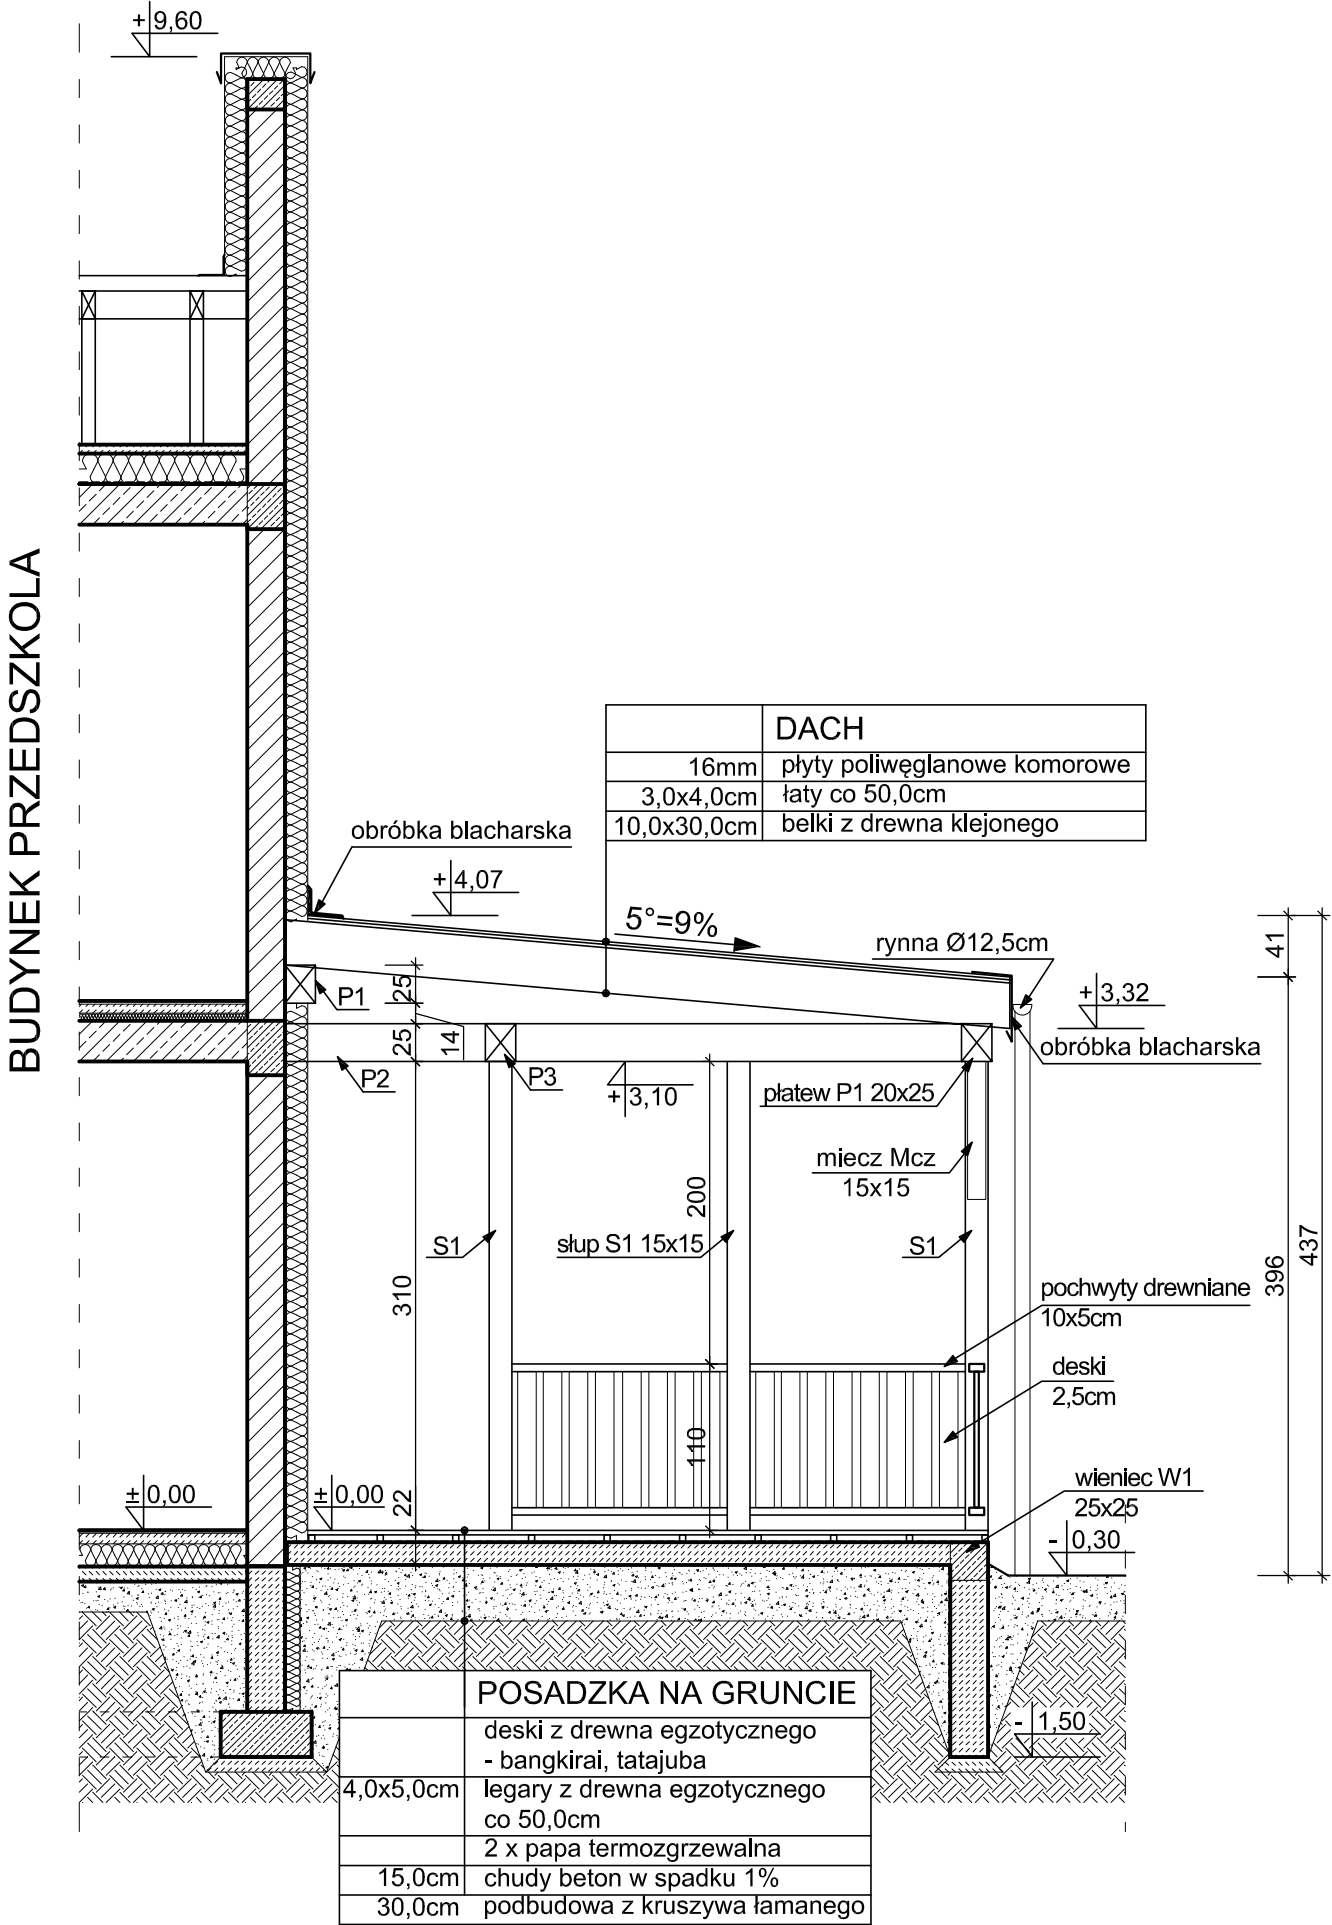 +9,60
BUDYNEK PRZEDSZKOLA
DACH
16mm płyty poliwęglanowe komorowe
3,0x4,0cm łaty co 50,0cm
10,0x30,0cm belki z drewna klejonego
obróbka blacharska
+4,07
5°=9%
rynna Ø12,5cm
41
25
P1
+3,32
25
14
obróbka blacharska
P2
P3
+3,10
płatew P1 20x25
miecz Mcz
15x15
200
S1
słup S1 15x15
S1
437
396
310
pochwyty drewniane
10x5cm
deski
2,5cm
110
wieniec W1
25x25
±0,00
±0,00
22
- 0,30
POSADZKA NA GRUNCIE
deski z drewna egzotycznego
- bangkirai, tatajuba
4,0x5,0cm legary z drewna egzotycznego
co 50,0cm
2 x papa termozgrzewalna
15,0cm chudy beton w spadku 1%
30,0cm podbudowa z kruszywa łamanego
- 1,50